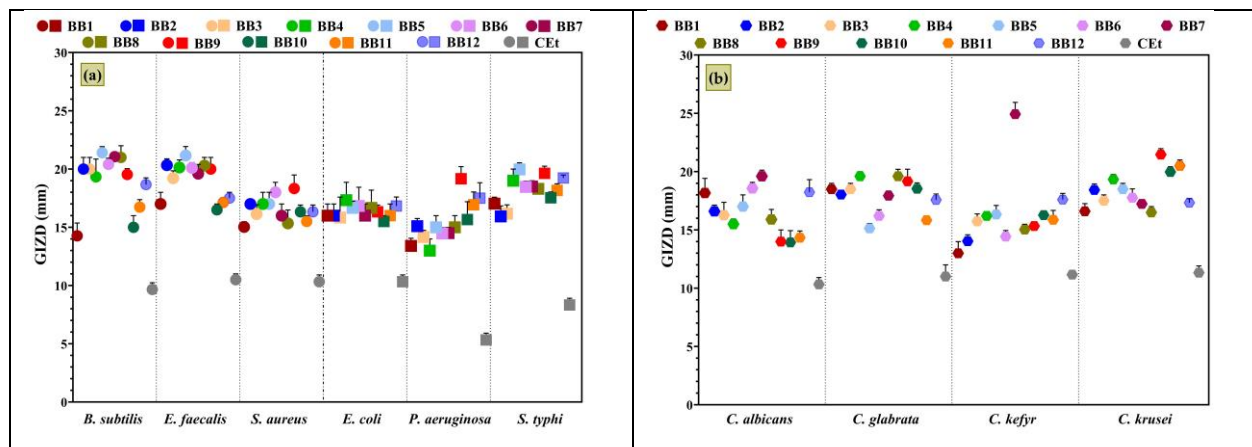 BB1 BB2 BB3 BB4 BB5 BB6 BB7
BB8 BB9 BB10 BB11 BB12 CEt
(a)
GIZD (mm)
30
25
20
15
10
5
0
B. subtilis E. faecalis S. aureus E. coli P. aeruginosa S. typhi
BB1 BB2 BB3 BB4 BB5 BB6 BB7
BB8 BB9 BB10 BB11 BB12 CEt
(b)
GIZD (mm)
30
25
20
15
10
5
0
C. albicans C. glabrata C. kefyr C. krusei